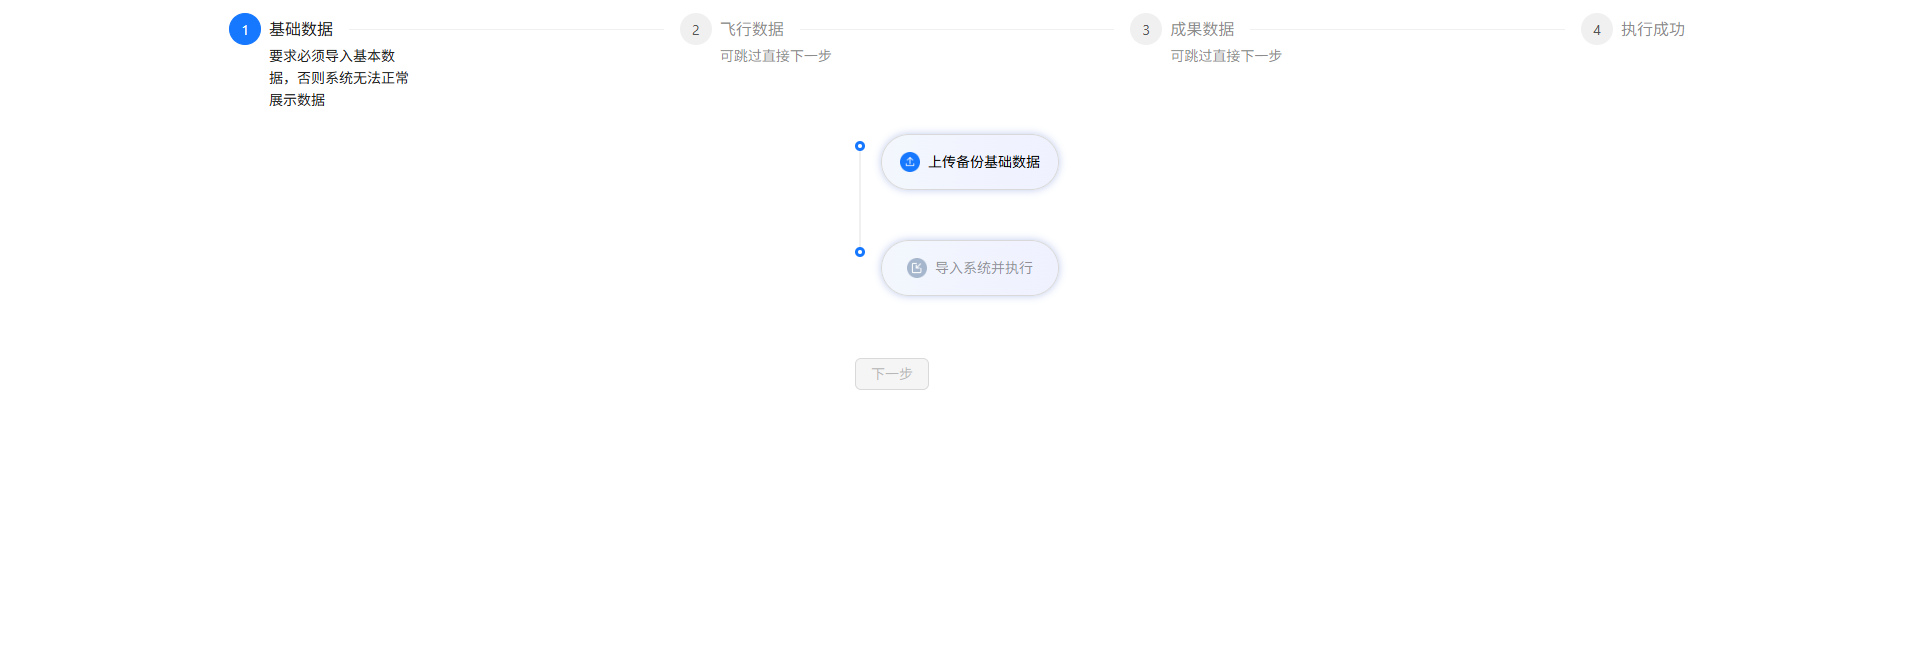 1 基础数据
要求必须导入基本数
据，否则系统无法正常
展示数据
2 飞行数据
可跳过直接下一步
3 成果数据
可跳过直接下一步
4 执行成功
上传备份基础数据
导入系统并执行
下一步